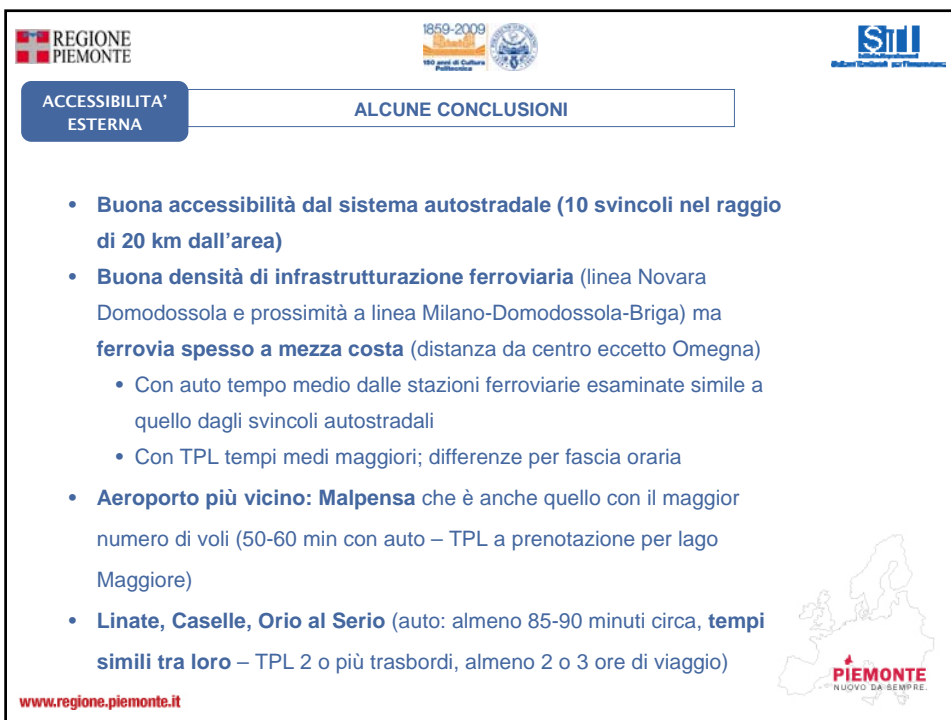 REGIONE
PIEMONTE
1859-2009
150 anni di Cultura
Politecnica
STI
ACCESSIBILITA’
ESTERNA
ALCUNE CONCLUSIONI
• Buona accessibilità dal sistema autostradale (10 svincoli nel raggio
di 20 km dall'area)
• Buona densità di infrastrutturazione ferroviaria (linea Novara
Domodossola e prossimità a linea Milano-Domodossola-Briga) ma
ferrovia spesso a mezza costa (distanza da centro eccetto Omegna)
• Con auto tempo medio dalle stazioni ferroviarie esaminate simile a
quello dagli svincoli autostradali
• Con TPL tempi medi maggiori; differenze per fascia oraria
• Aeroporto più vicino: Malpensa che è anche quello con il maggior
numero di voli (50-60 min con auto – TPL a prenotazione per lago
Maggiore)
• Linate, Caselle, Orio al Serio (auto: almeno 85-90 minuti circa, tempi
simili tra loro – TPL 2 o più trasbordi, almeno 2 o 3 ore di viaggio)
PIEMONTE
NUOVO DA SEMPRE.
www.regione.piemonte.it